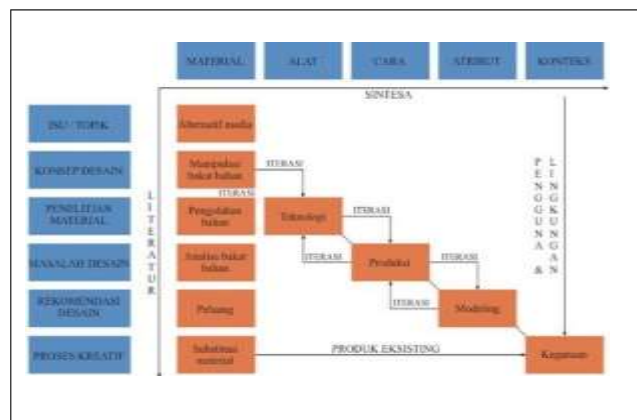 MATERIAL ALAT CARA ATRIBUT KONTEKS
SINTESA
ISU / TOPIK
Alternatif media
KONSEP DESAIN
Manipulasi
bakat bahan
ITERASI
ITERASI
PENELITIAN
MATERIAL
Pengolahan
bahan
Teknologi
ITERASI
MASALAH DESAIN
Analisa bakat
bahan
ITERASI
Produksi
ITERASI
REKOMENDASI
DESAIN
Peluang
ITERASI
Modeling
PROSES KREATIF
Substitusi
material
PRODUK EKSISTING
Kegunaan
LITERATUR
PENGGUNA &
LINGKUNGAN